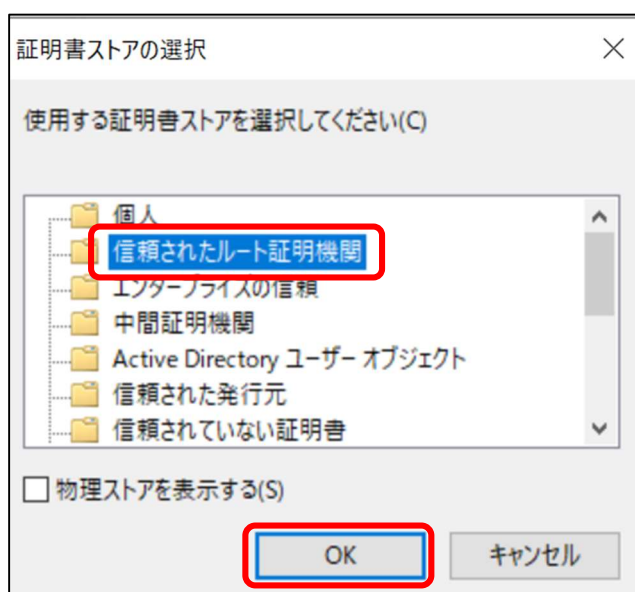 証明書ストアの選択
使用する証明書ストアを選択してください(C)
個人
信頼されたルート証明機関
エンタープライズの信頼
中間証明機関
Active Directory ユーザー オブジェクト
信頼された発行元
信頼されていない証明書
物理ストアを表示する(S)
OK
キャンセル